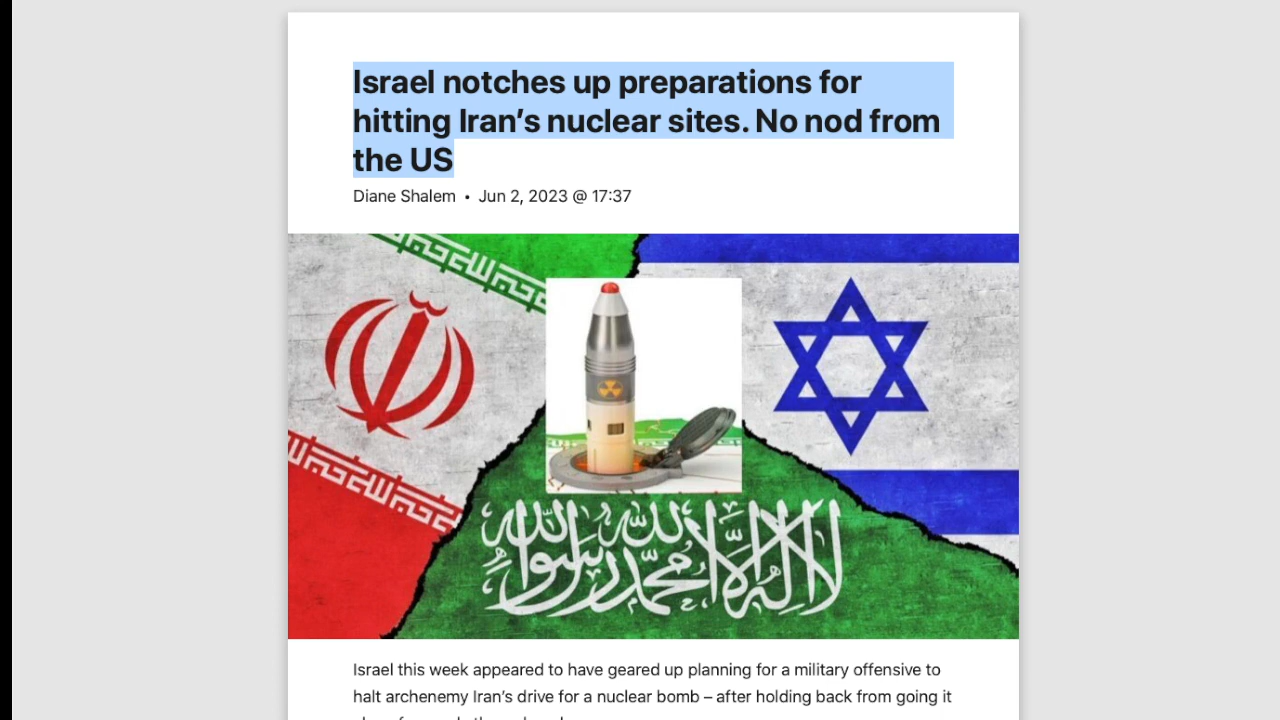 Israel notches up preparations for
hitting Iran’s nuclear sites. No nod from
the US
Diane Shalem • Jun 2, 2023 @ 17:37
لا إله إلا الله محمد رسول الله
Israel this week appeared to have geared up planning for a military offensive to
halt archenemy Iran’s drive for a nuclear bomb – after holding back from going it